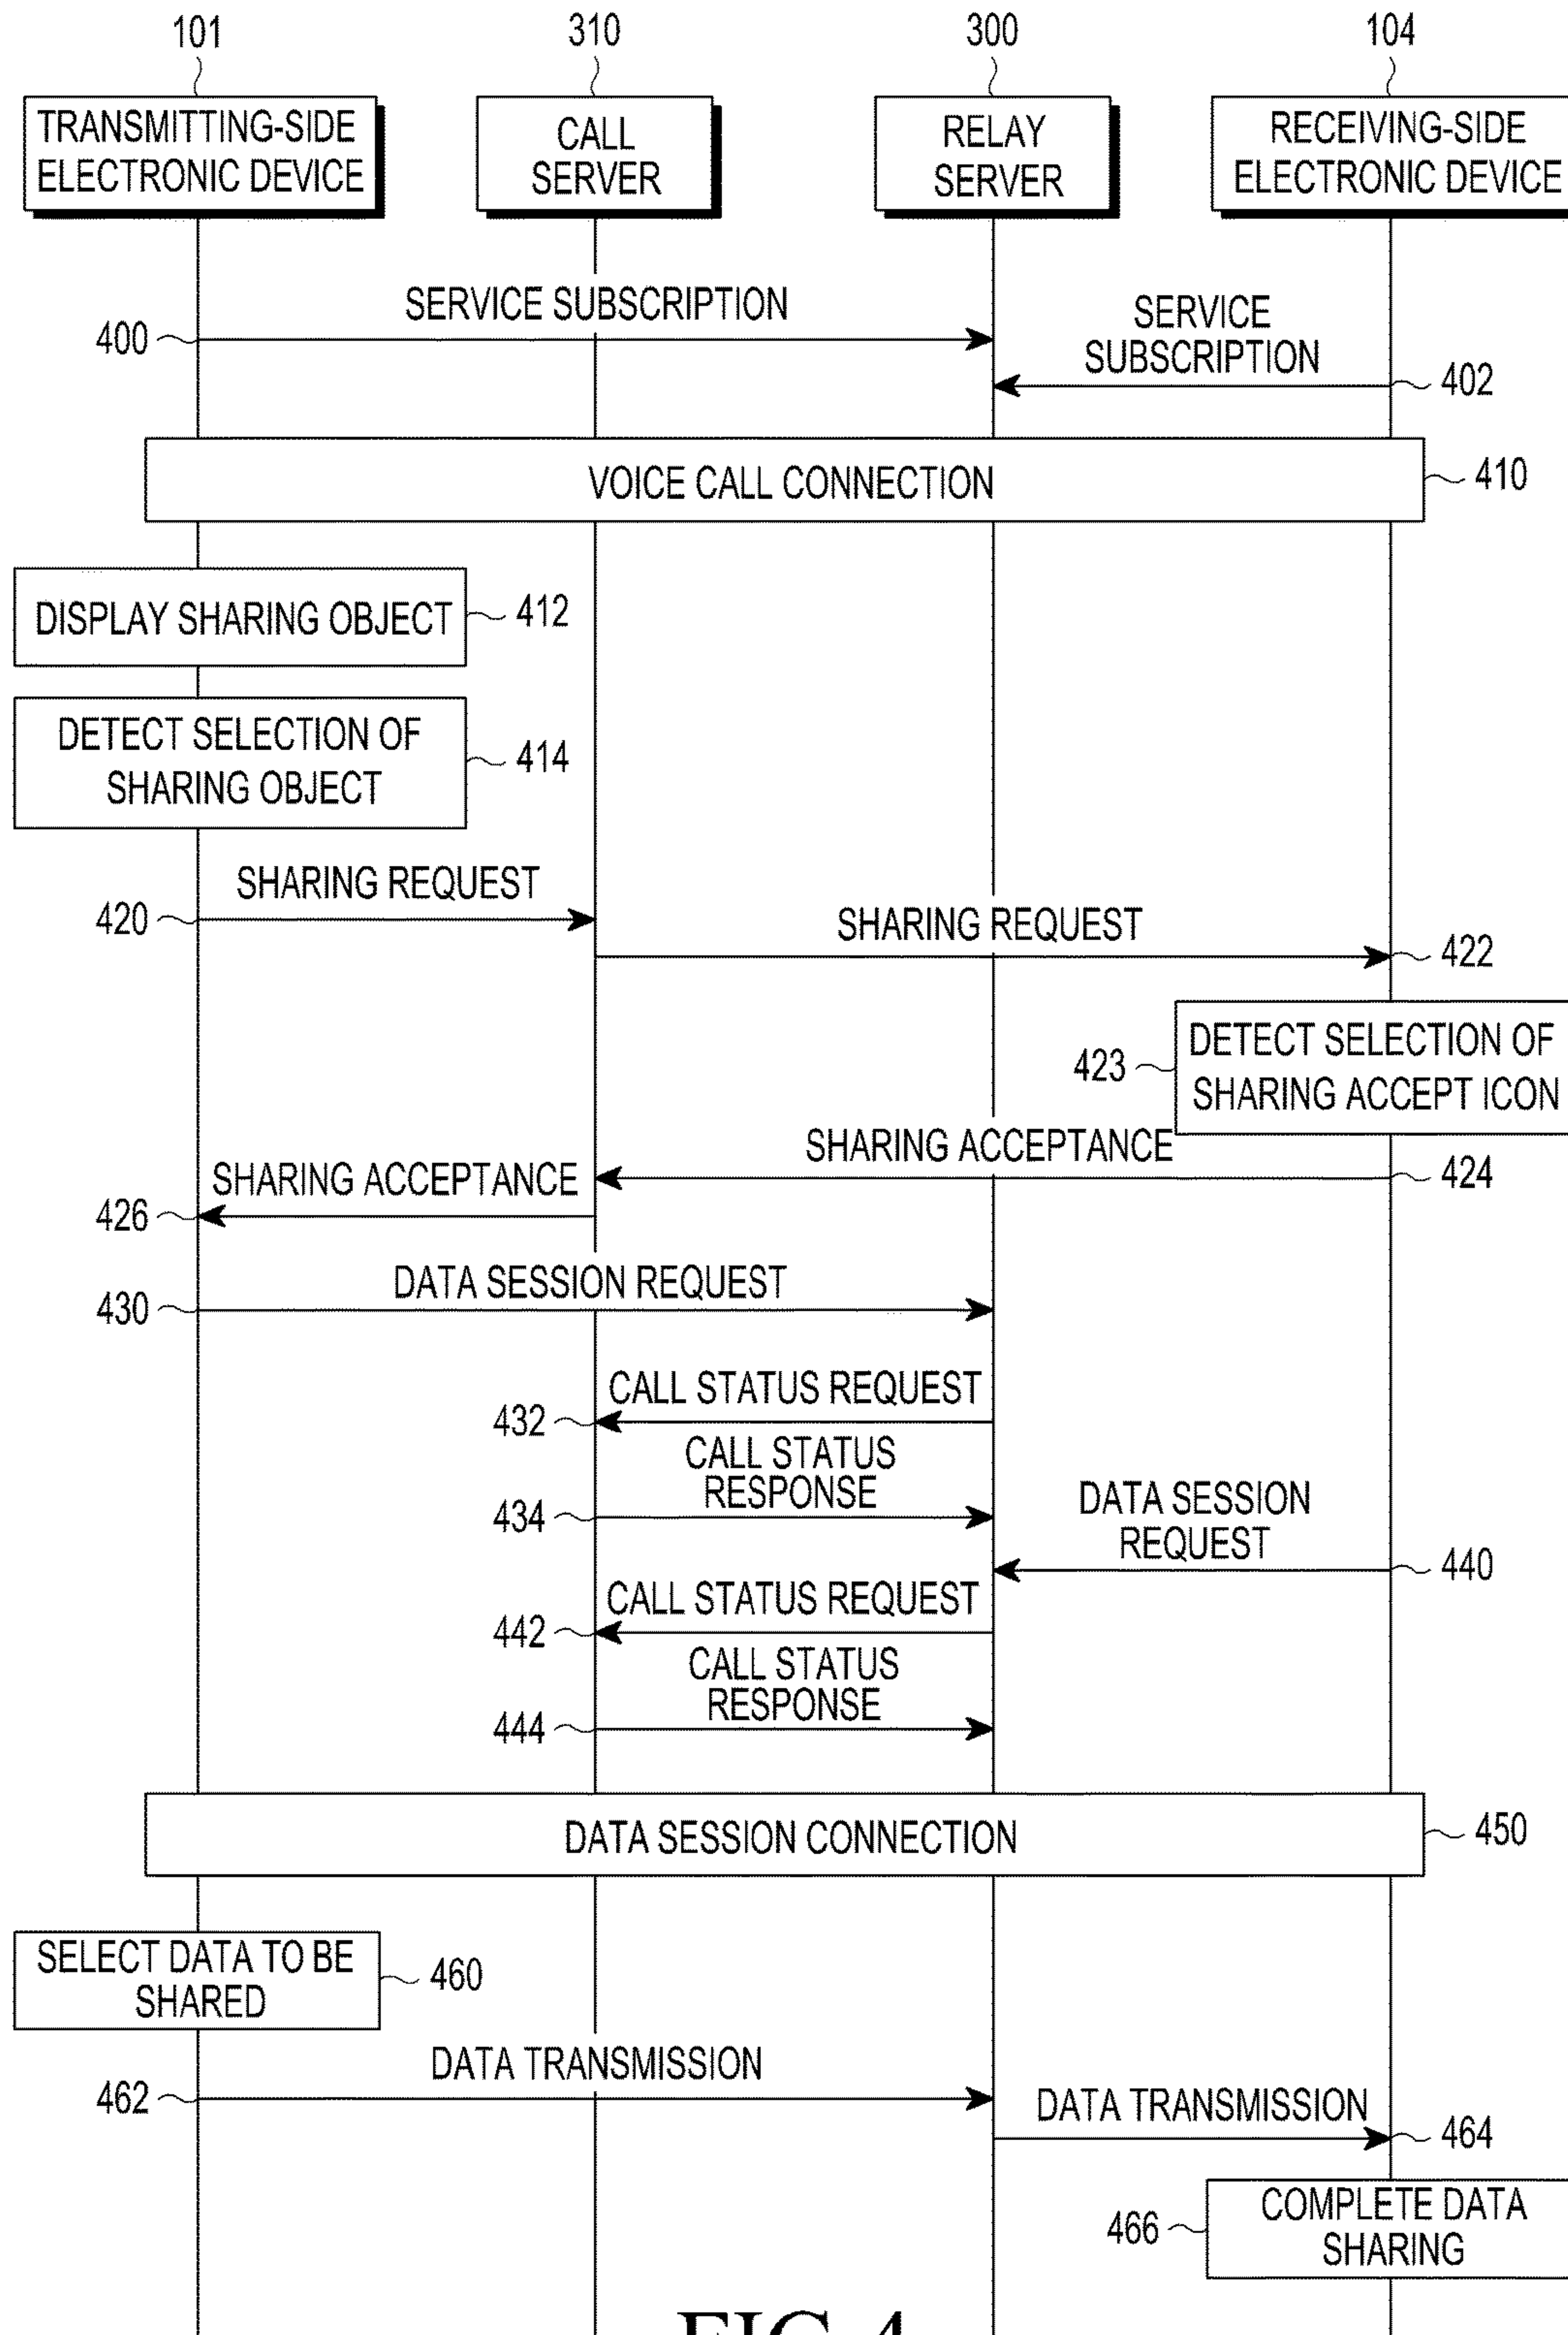 101
310
300
104
TRANSMITTING-SIDE
ELECTRONIC DEVICE
CALL
SERVER
RELAY
SERVER
RECEIVING-SIDE
ELECTRONIC DEVICE
SERVICE SUBSCRIPTION
400
SERVICE
SUBSCRIPTION
402
VOICE CALL CONNECTION
410
DISPLAY SHARING OBJECT
412
DETECT SELECTION OF
SHARING OBJECT
414
SHARING REQUEST
420
SHARING REQUEST
422
DETECT SELECTION OF
SHARING ACCEPT ICON
423
SHARING ACCEPTANCE
424
SHARING ACCEPTANCE
426
DATA SESSION REQUEST
430
CALL STATUS REQUEST
432
CALL STATUS
RESPONSE
434
DATA SESSION
REQUEST
440
CALL STATUS REQUEST
442
CALL STATUS
RESPONSE
444
DATA SESSION CONNECTION
450
SELECT DATA TO BE
SHARED
460
DATA TRANSMISSION
462
DATA TRANSMISSION
464
COMPLETE DATA
SHARING
466
FIG.4